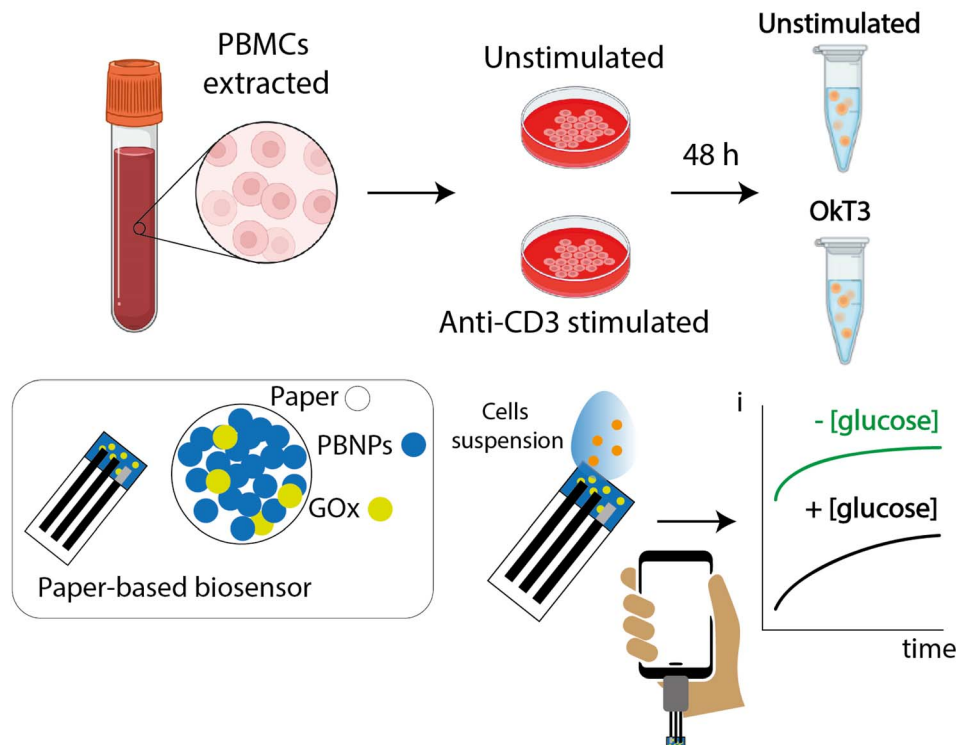 PBMCs
extracted
Unstimulated
Anti-CD3 stimulated
48 h
Unstimulated
OkT3
Paper
PBNPs
GOx
Paper-based biosensor
Cells
suspension
i
- [glucose]
+ [glucose]
time